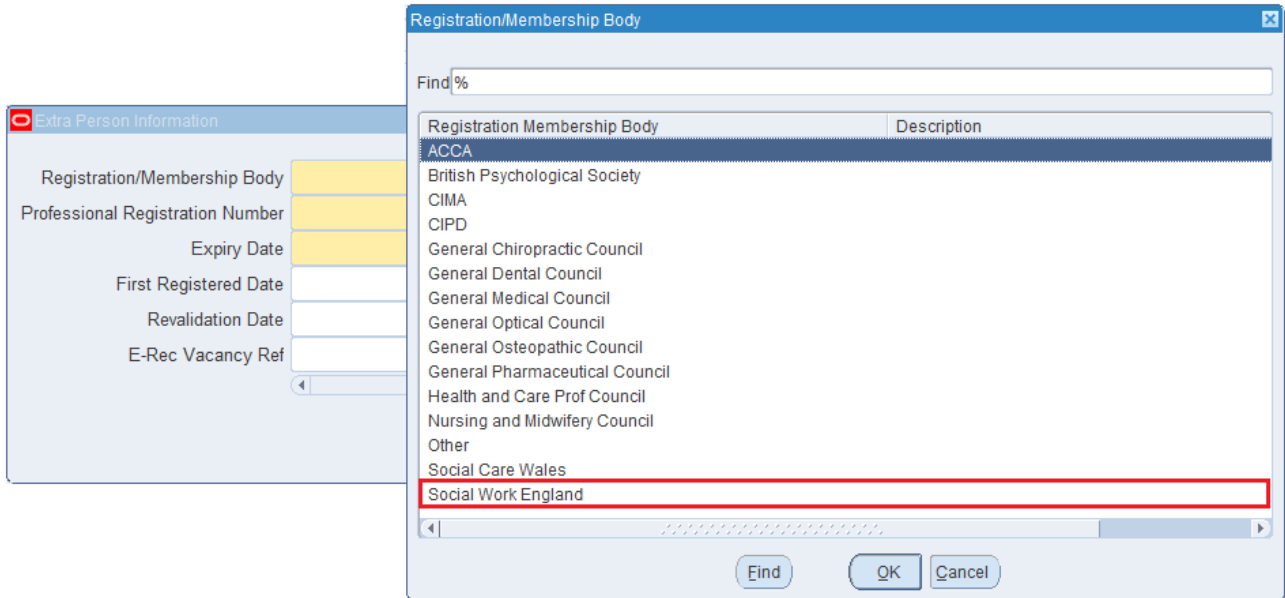 Registration/Membership Body
Find %
Extra Person Information
Registration Membership Body Description
ACCA
Registration/Membership Body
British Psychological Society
CIMA
Professional Registration Number
CIPD
Expiry Date
General Chiropractic Council
General Dental Council
First Registered Date
General Medical Council
Revalidation Date
General Optical Council
E-Rec Vacancy Ref
General Osteopathic Council
General Pharmaceutical Council
Health and Care Prof Council
Nursing and Midwifery Council
Other
Social Care Wales
Social Work England
Find OK Cancel